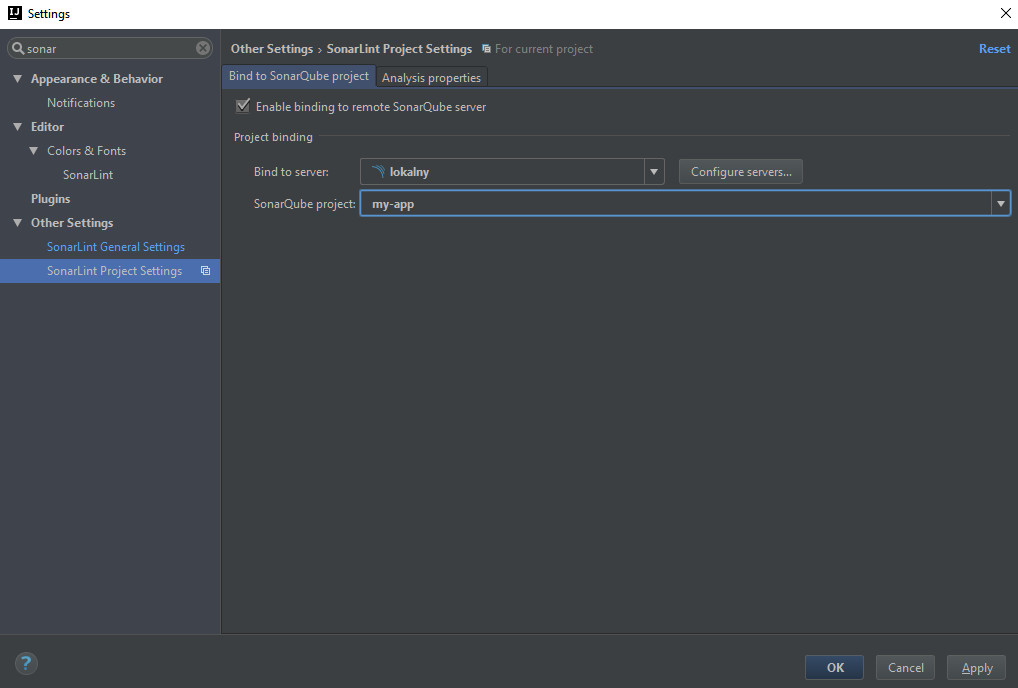 IJ Settings
sonar
Other Settings › SonarLint Project Settings For current project Reset
Appearance & Behavior
Notifications
Editor
Colors & Fonts
SonarLint
Plugins
Other Settings
SonarLint General Settings
SonarLint Project Settings
Bind to SonarQube project Analysis properties
Enable binding to remote SonarQube server
Project binding
Bind to server: lokalny Configure servers...
SonarQube project: my-app
?
OK Cancel Apply